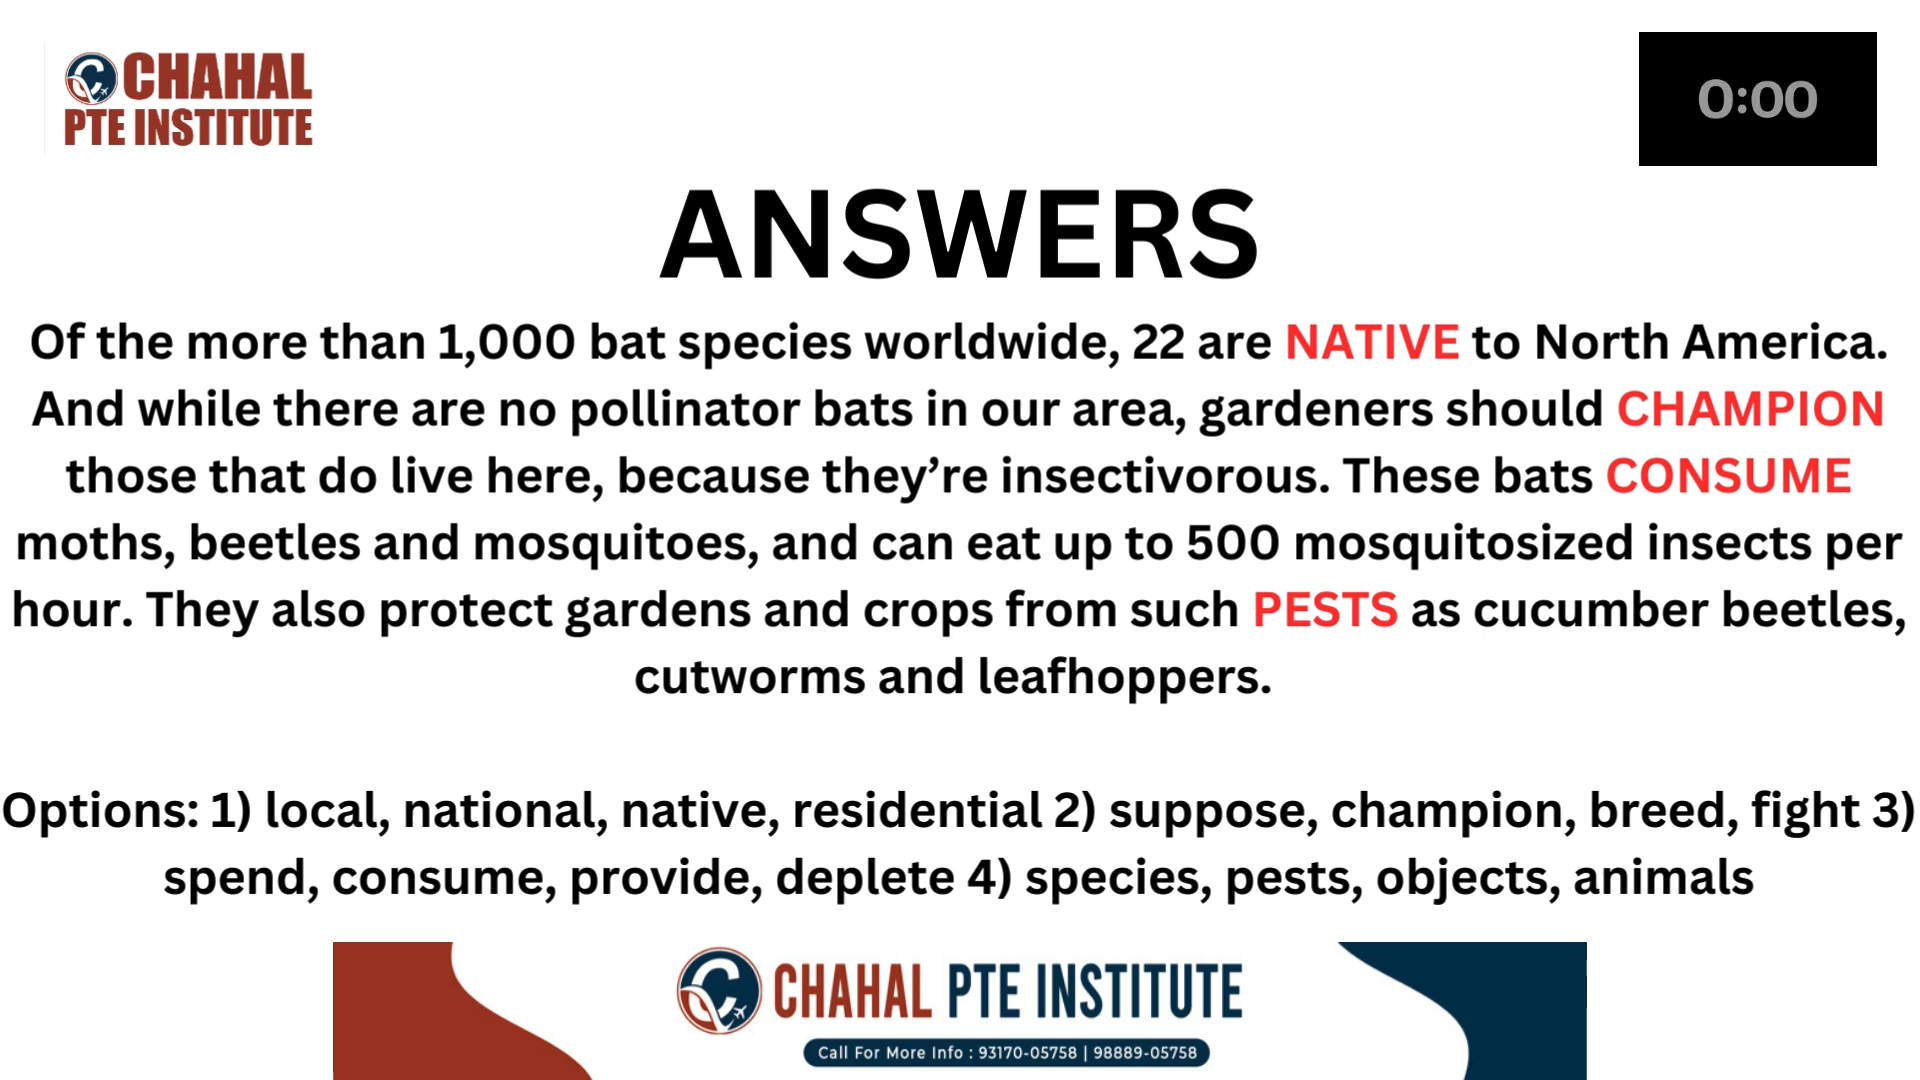 CHAHAL
PTE INSTITUTE
0:00
ANSWERS
Of the more than 1,000 bat species worldwide, 22 are NATIVE to North America.
And while there are no pollinator bats in our area, gardeners should CHAMPION
those that do live here, because they’re insectivorous. These bats CONSUME
moths, beetles and mosquitoes, and can eat up to 500 mosquitosized insects per
hour. They also protect gardens and crops from such PESTS as cucumber beetles,
cutworms and leafhoppers.
Options: 1) local, national, native, residential 2) suppose, champion, breed, fight 3)
spend, consume, provide, deplete 4) species, pests, objects, animals
CHAHAL PTE INSTITUTE
Call For More Info : 93170-05758 | 98889-05758